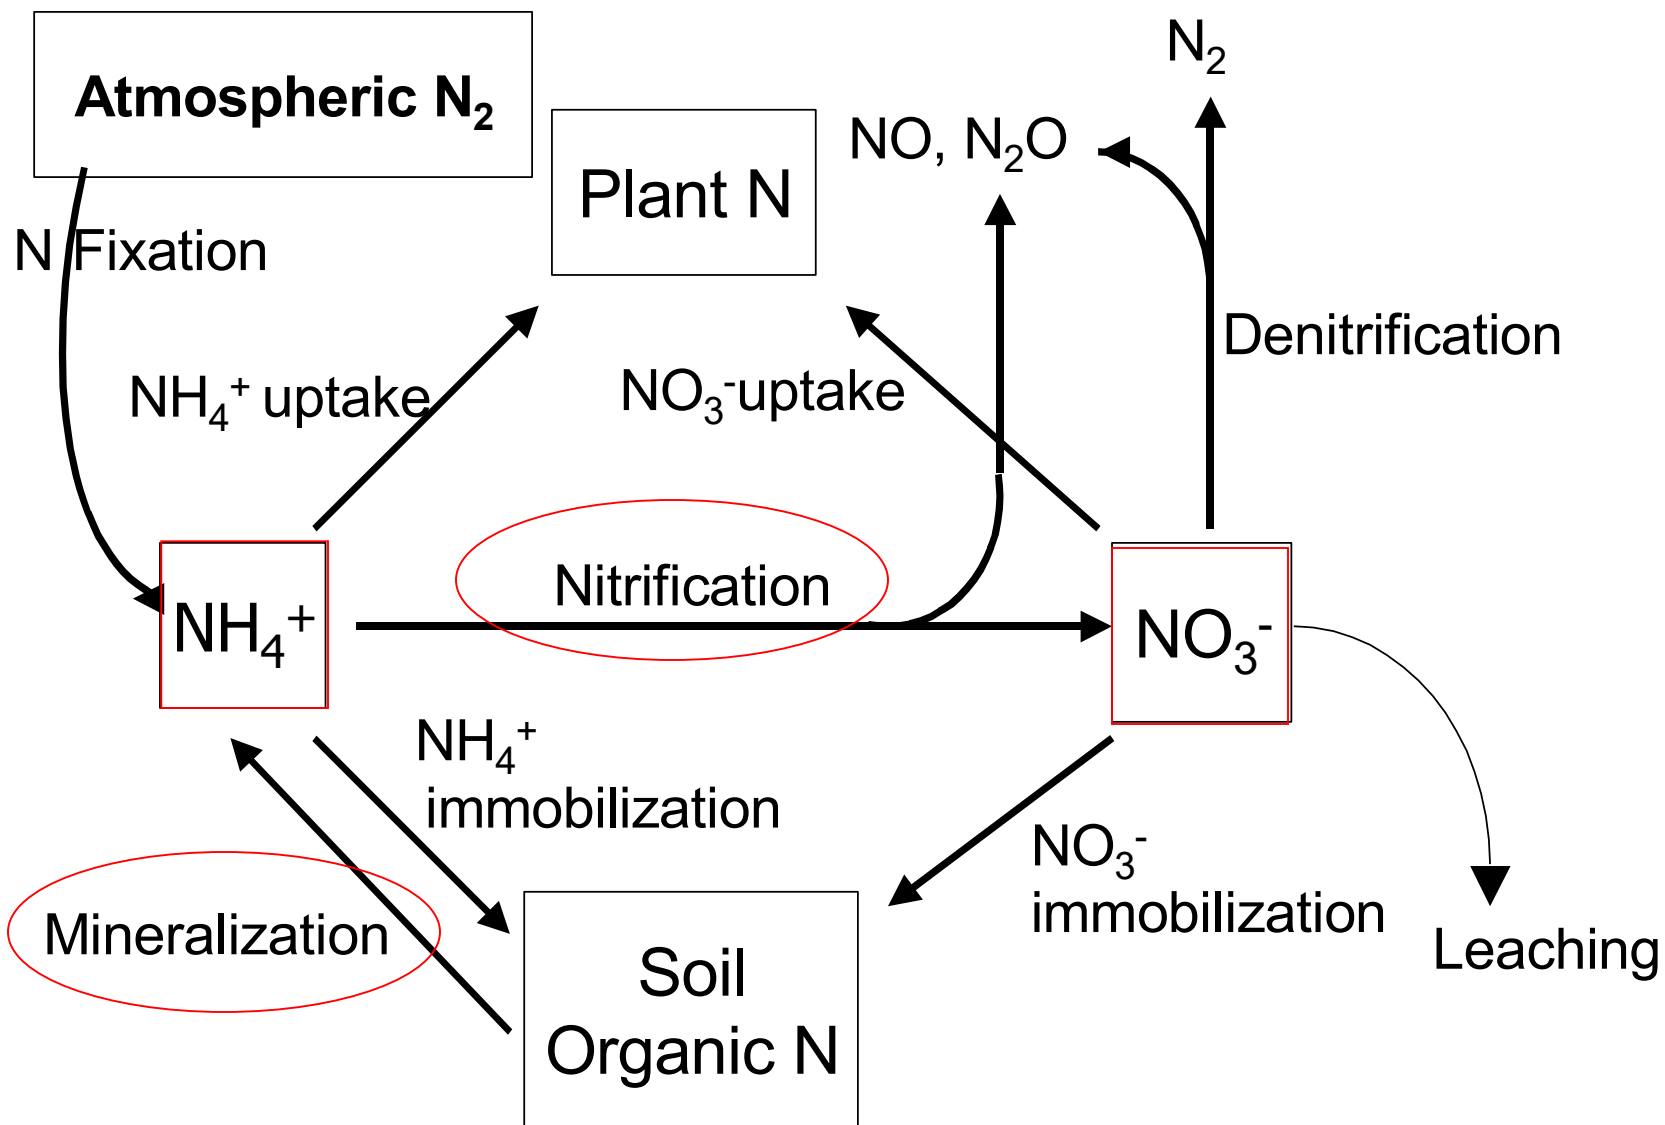 Atmospheric N₂
N₂
NO, N₂O
Plant N
N Fixation
Denitrification
NH₄⁺ uptake
NO₃⁻uptake
Nitrification
NH₄⁺
NO₃⁻
NH₄⁺
immobilization
NO₃⁻
immobilization
Mineralization
Leaching
Soil
Organic N